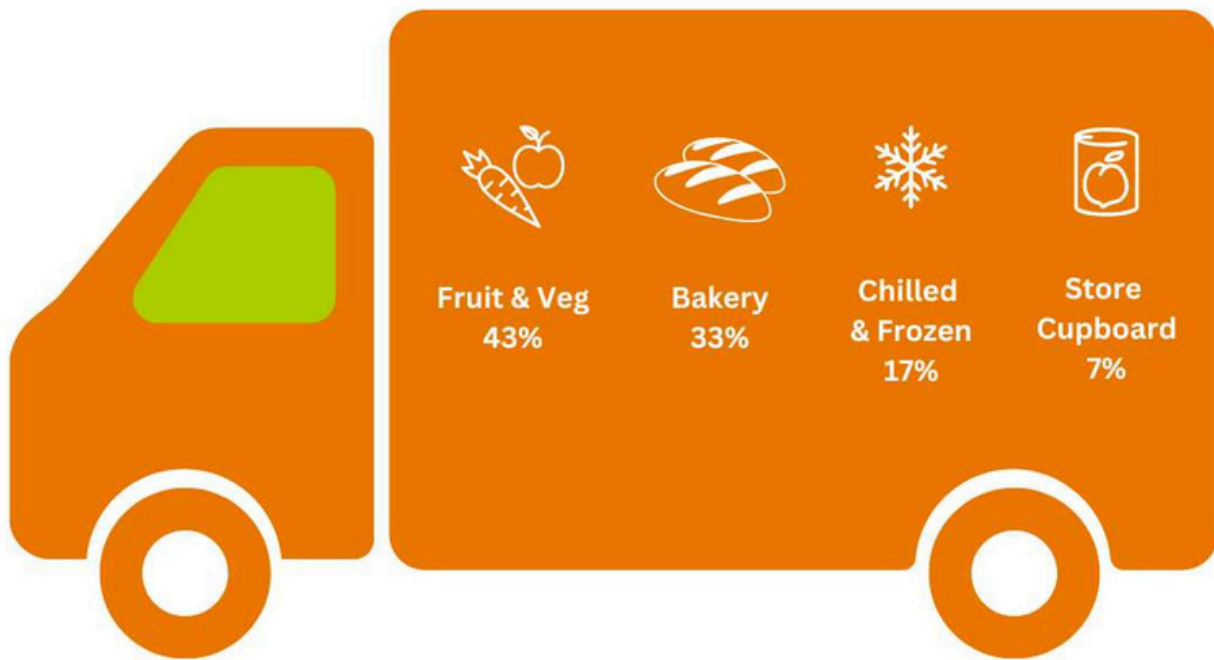 Fruit & Veg
43%
Bakery
33%
Chilled
& Frozen
17%
Store
Cupboard
7%